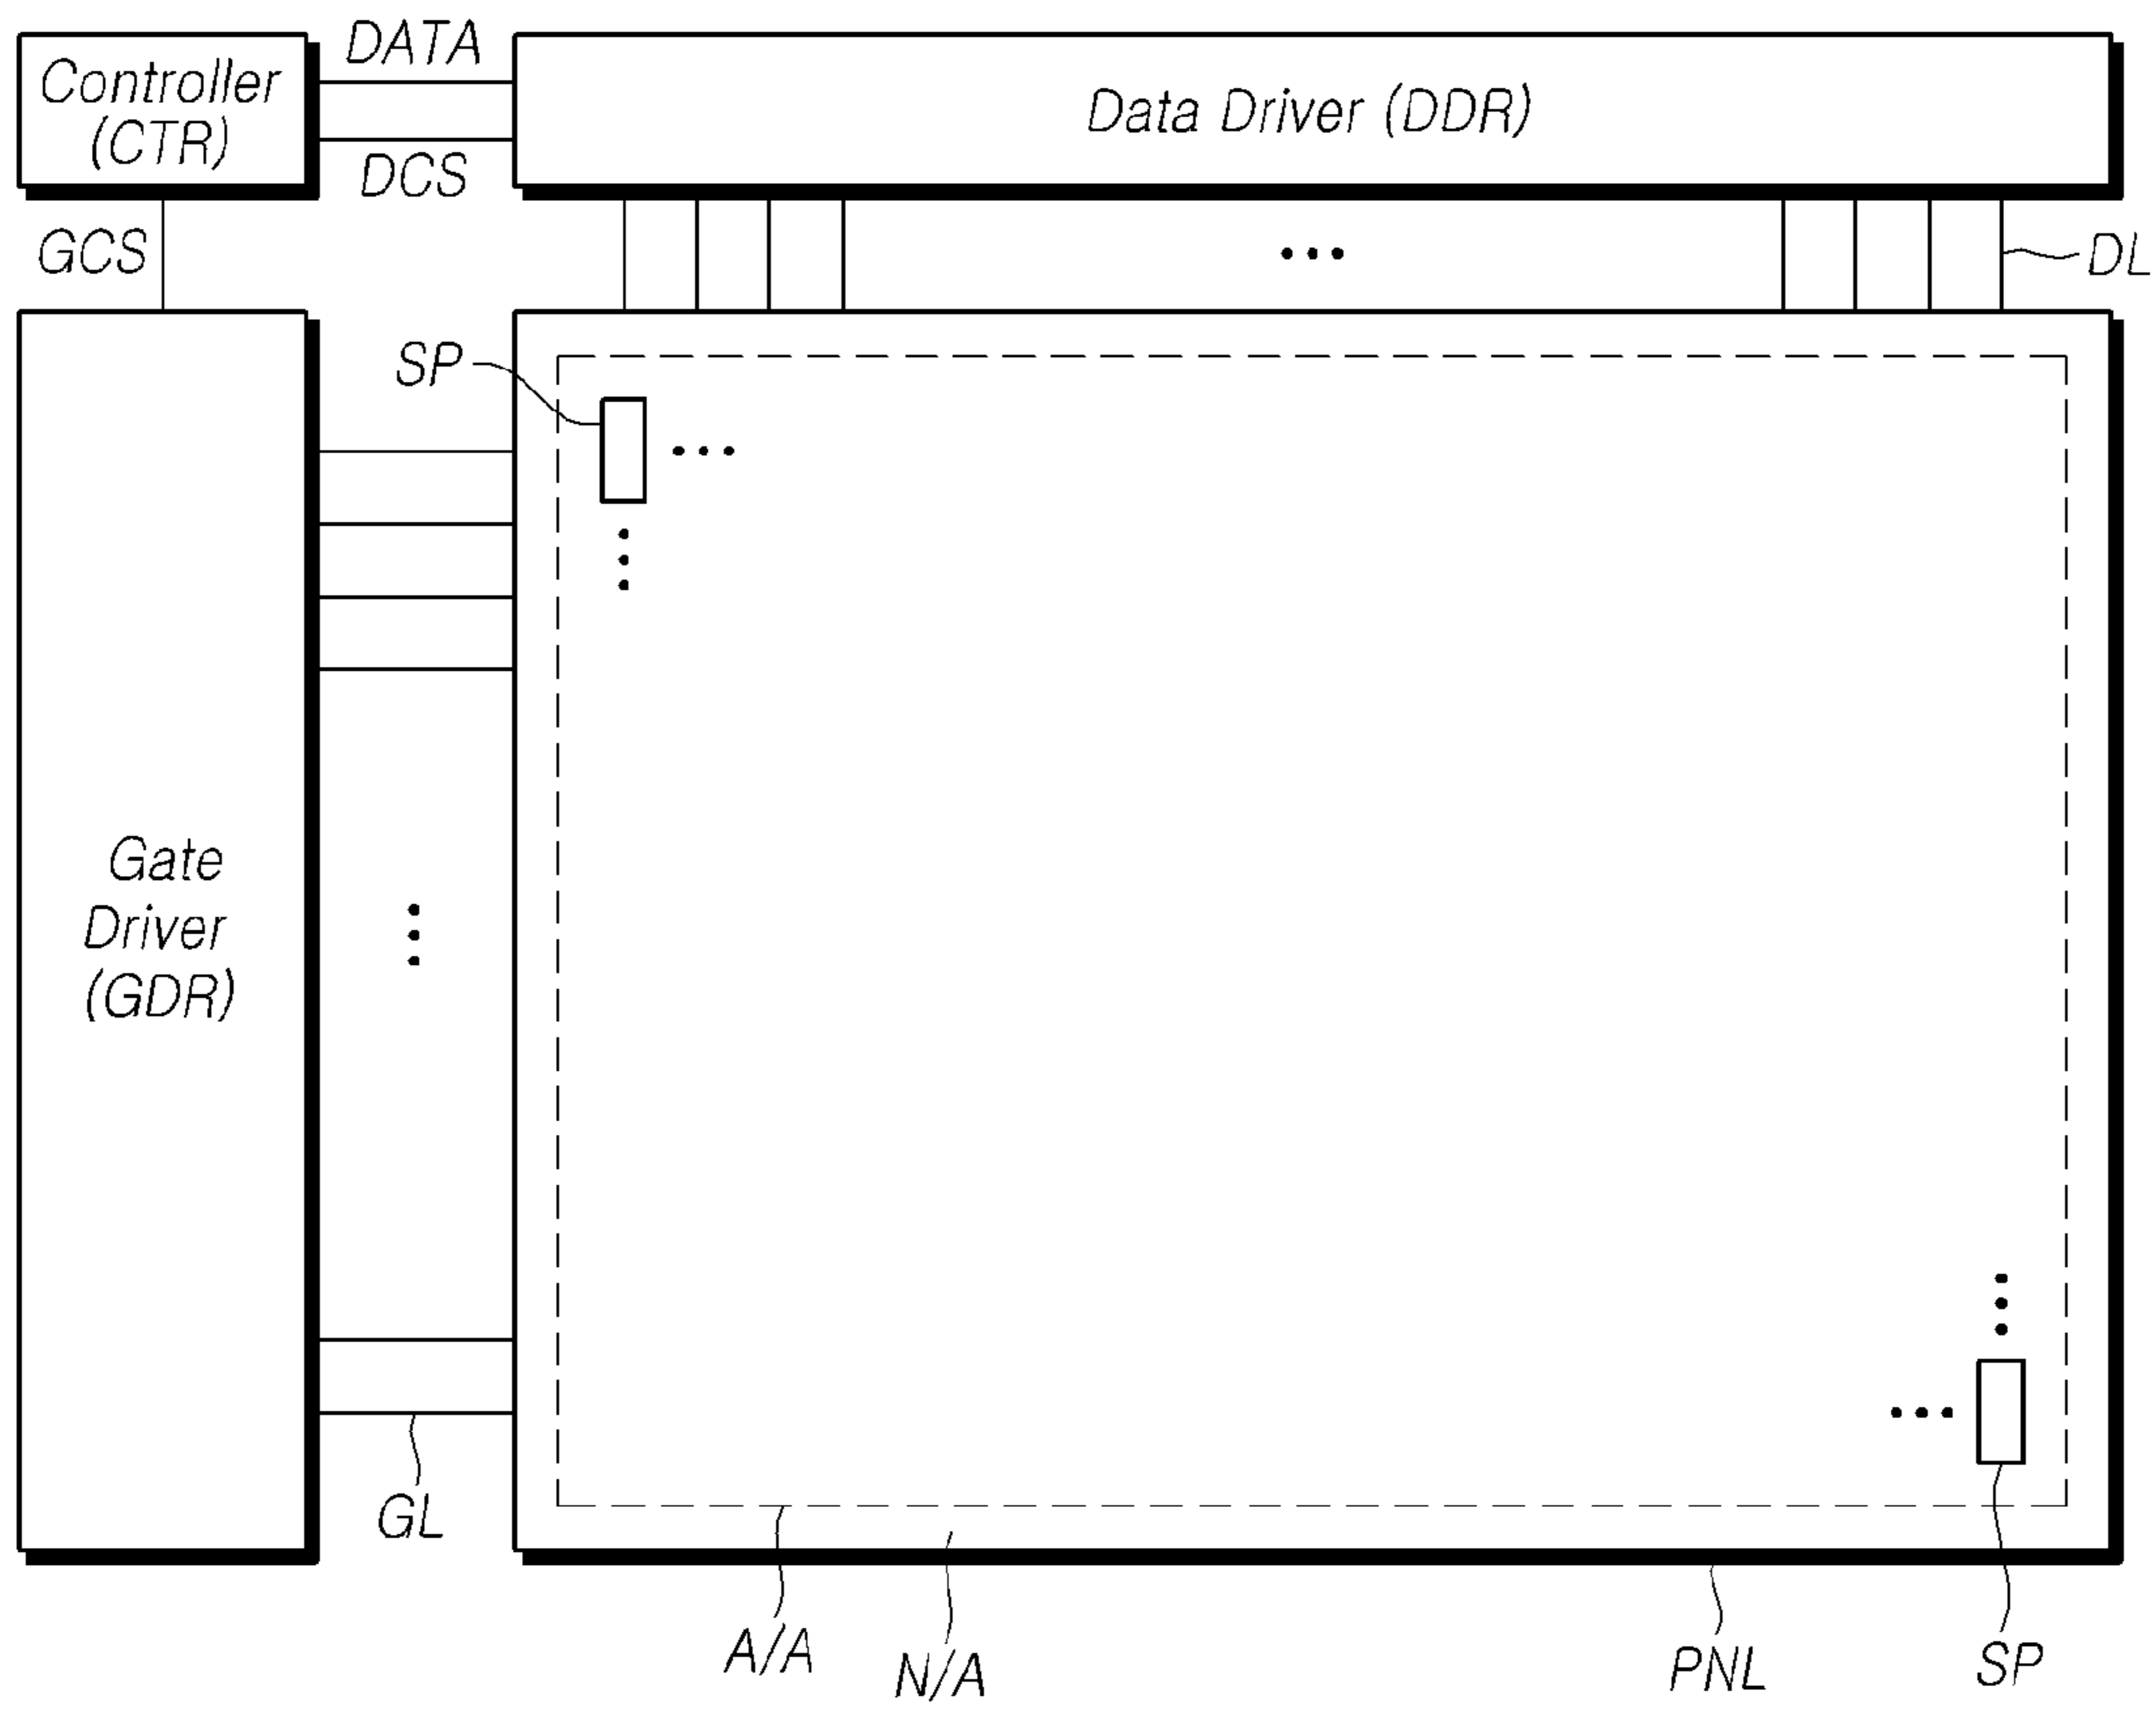 DATA
Controller
(CTR)
Data Driver (DDR)
DCS
GCS
DL
SP
Gate
Driver
(GDR)
GL
A/A
N/A
PNL
SP